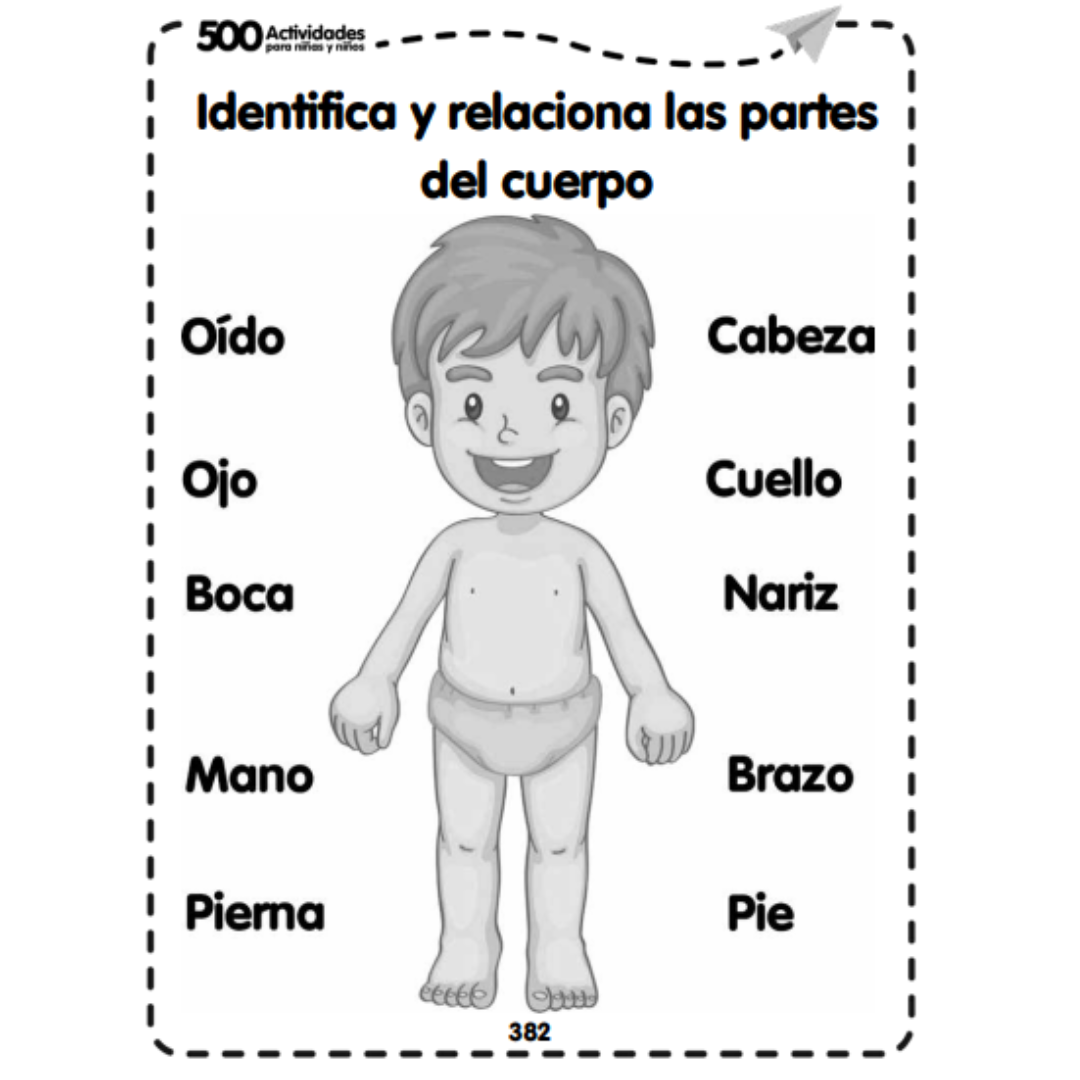 500 Actividades
para niñas y niños
Identifica y relaciona las partes
del cuerpo
Oído
Cabeza
Ojo
Cuello
Boca
Nariz
Mano
Brazo
Pierna
Pie
382